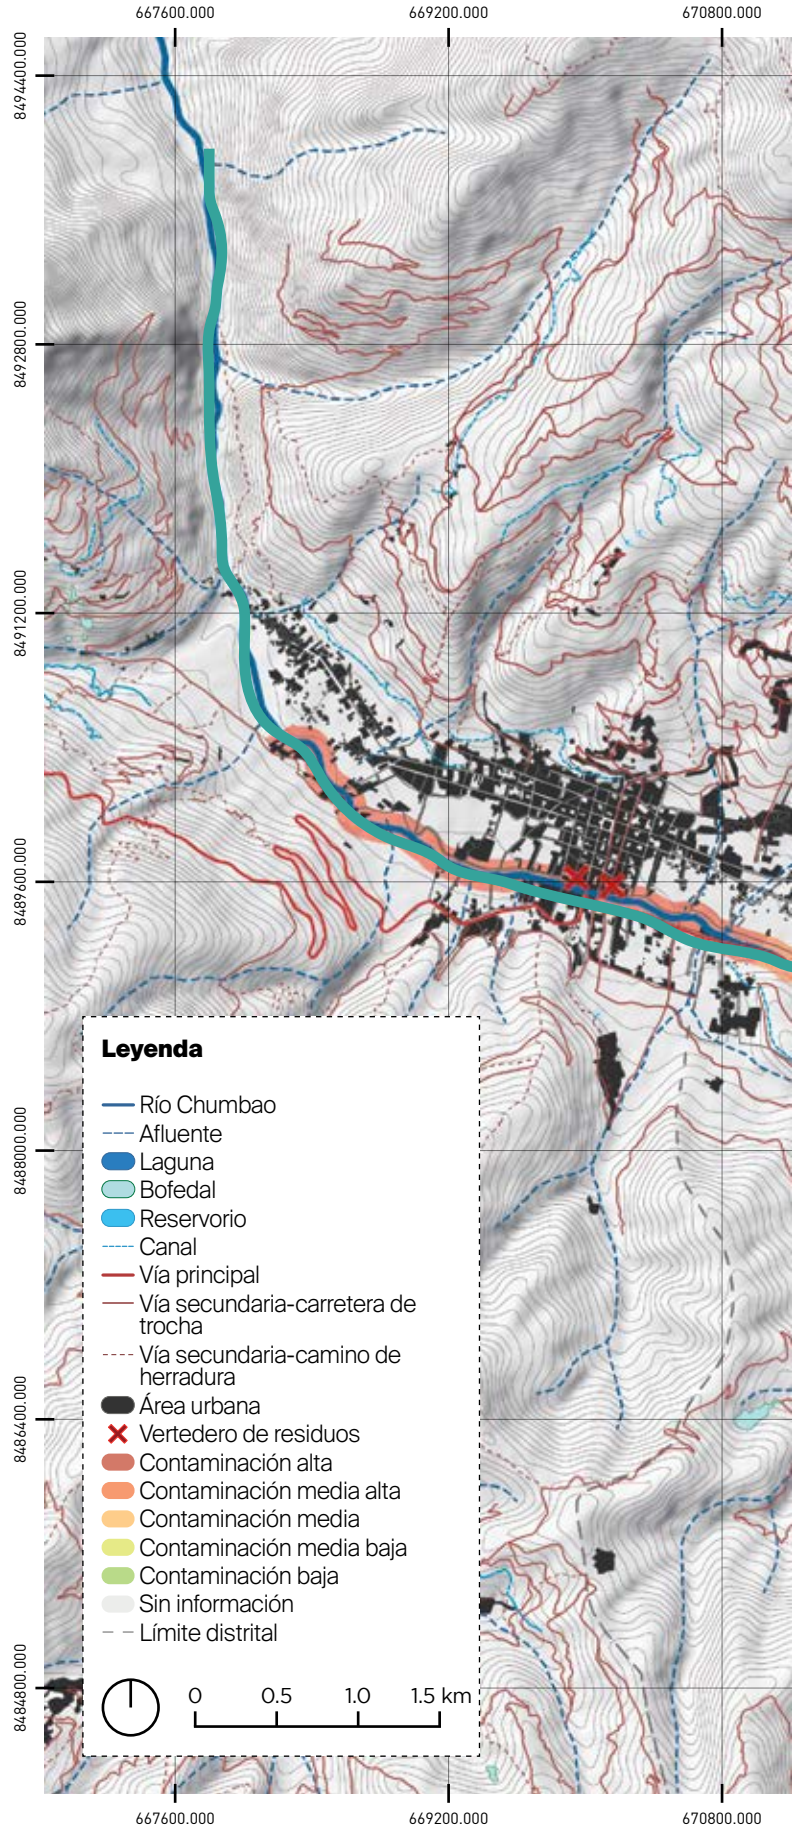 667600.000 669200.000 670800.000
8494400.000
8492800.000
8491200.000
8489600.000
8488000.000
8486400.000
8484800.000
Leyenda
Río Chumbao
Afluente
Laguna
Bofedal
Reservorio
Canal
Vía principal
Vía secundaria-carretera de
trocha
Vía secundaria-camino de
herradura
Área urbana
Vertedero de residuos
Contaminación alta
Contaminación media alta
Contaminación media
Contaminación media baja
Contaminación baja
Sin información
Límite distrital
0 0.5 1.0 1.5 km
667600.000 669200.000 670800.000